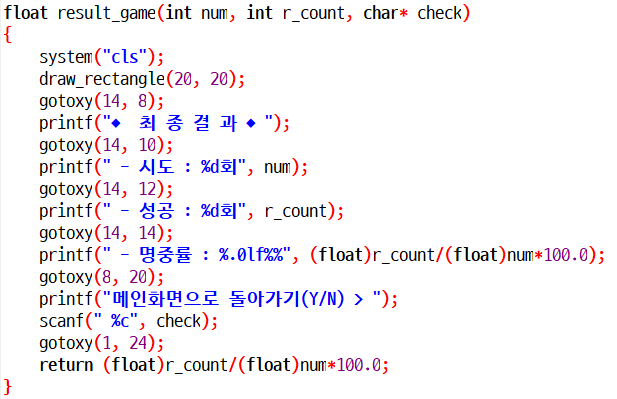 float result_game(int num, int r_count, char* check)
{
    system("cls");
    draw_rectangle(20, 20);
    gotoxy(14, 8);
    printf("◆  최 종 결 과 ◆ ");
    gotoxy(14, 10);
    printf(" - 시도 : %d회", num);
    gotoxy(14, 12);
    printf(" - 성공 : %d회", r_count);
    gotoxy(14, 14);
    printf(" - 명중률 : %.0lf%%", (float)r_count/(float)num*100.0);
    gotoxy(8, 20);
    printf("메인화면으로 돌아가기(Y/N) > ");
    scanf(" %c", check);
    gotoxy(1, 24);
    return (float)r_count/(float)num*100.0;
}